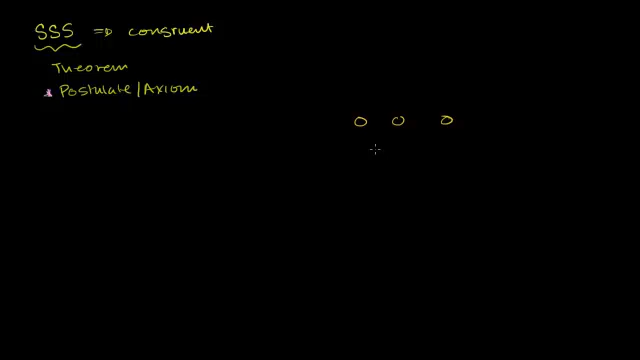 SSS => congruent
Theorem
* Postulate/Axiom